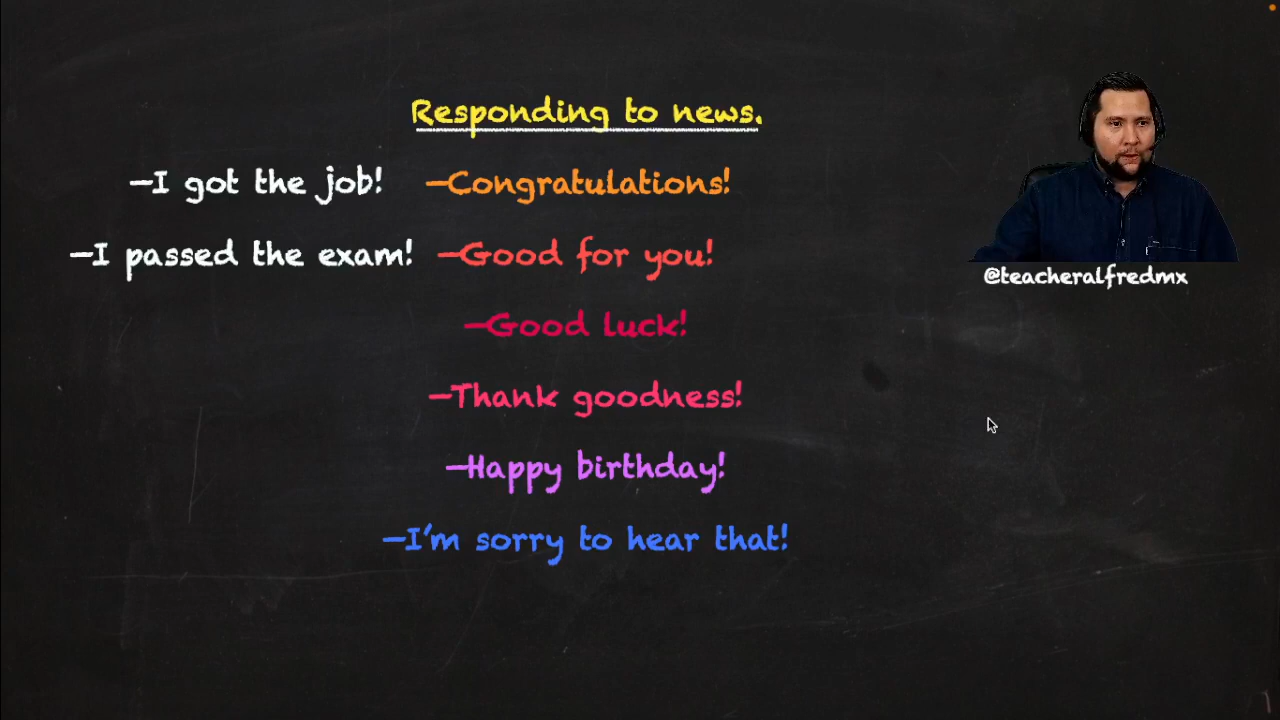 Responding to news.
–I got the job! –Congratulations!
–I passed the exam! –Good for you!
@teacheralfredmx
–Good luck!
–Thank goodness!
–Happy birthday!
–I'm sorry to hear that!